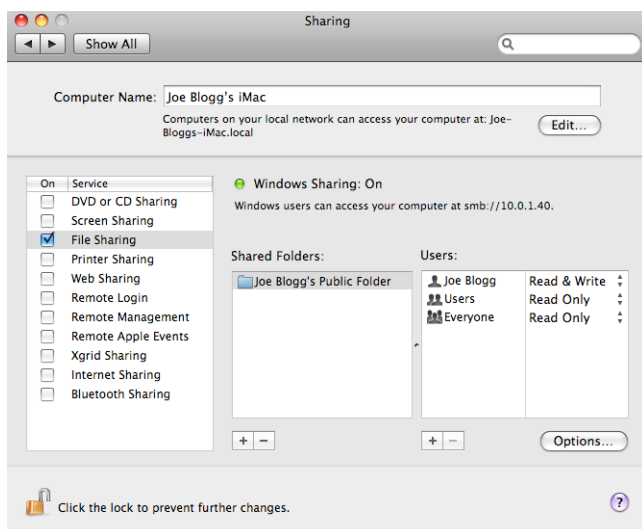 Sharing
Show All
Computer Name: Joe Blogg's iMac
Computers on your local network can access your computer at: Joe-
Bloggs-iMac.local
Edit...
On Service
DVD or CD Sharing
Screen Sharing
File Sharing
Printer Sharing
Web Sharing
Remote Login
Remote Management
Remote Apple Events
Xgrid Sharing
Internet Sharing
Bluetooth Sharing
Windows Sharing: On
Windows users can access your computer at smb://10.0.1.40.
Shared Folders:
Joe Blogg's Public Folder
Users:
Joe Blogg Read & Write
Users Read Only
Everyone Read Only
+ −
+ −
Options...
Click the lock to prevent further changes.
?